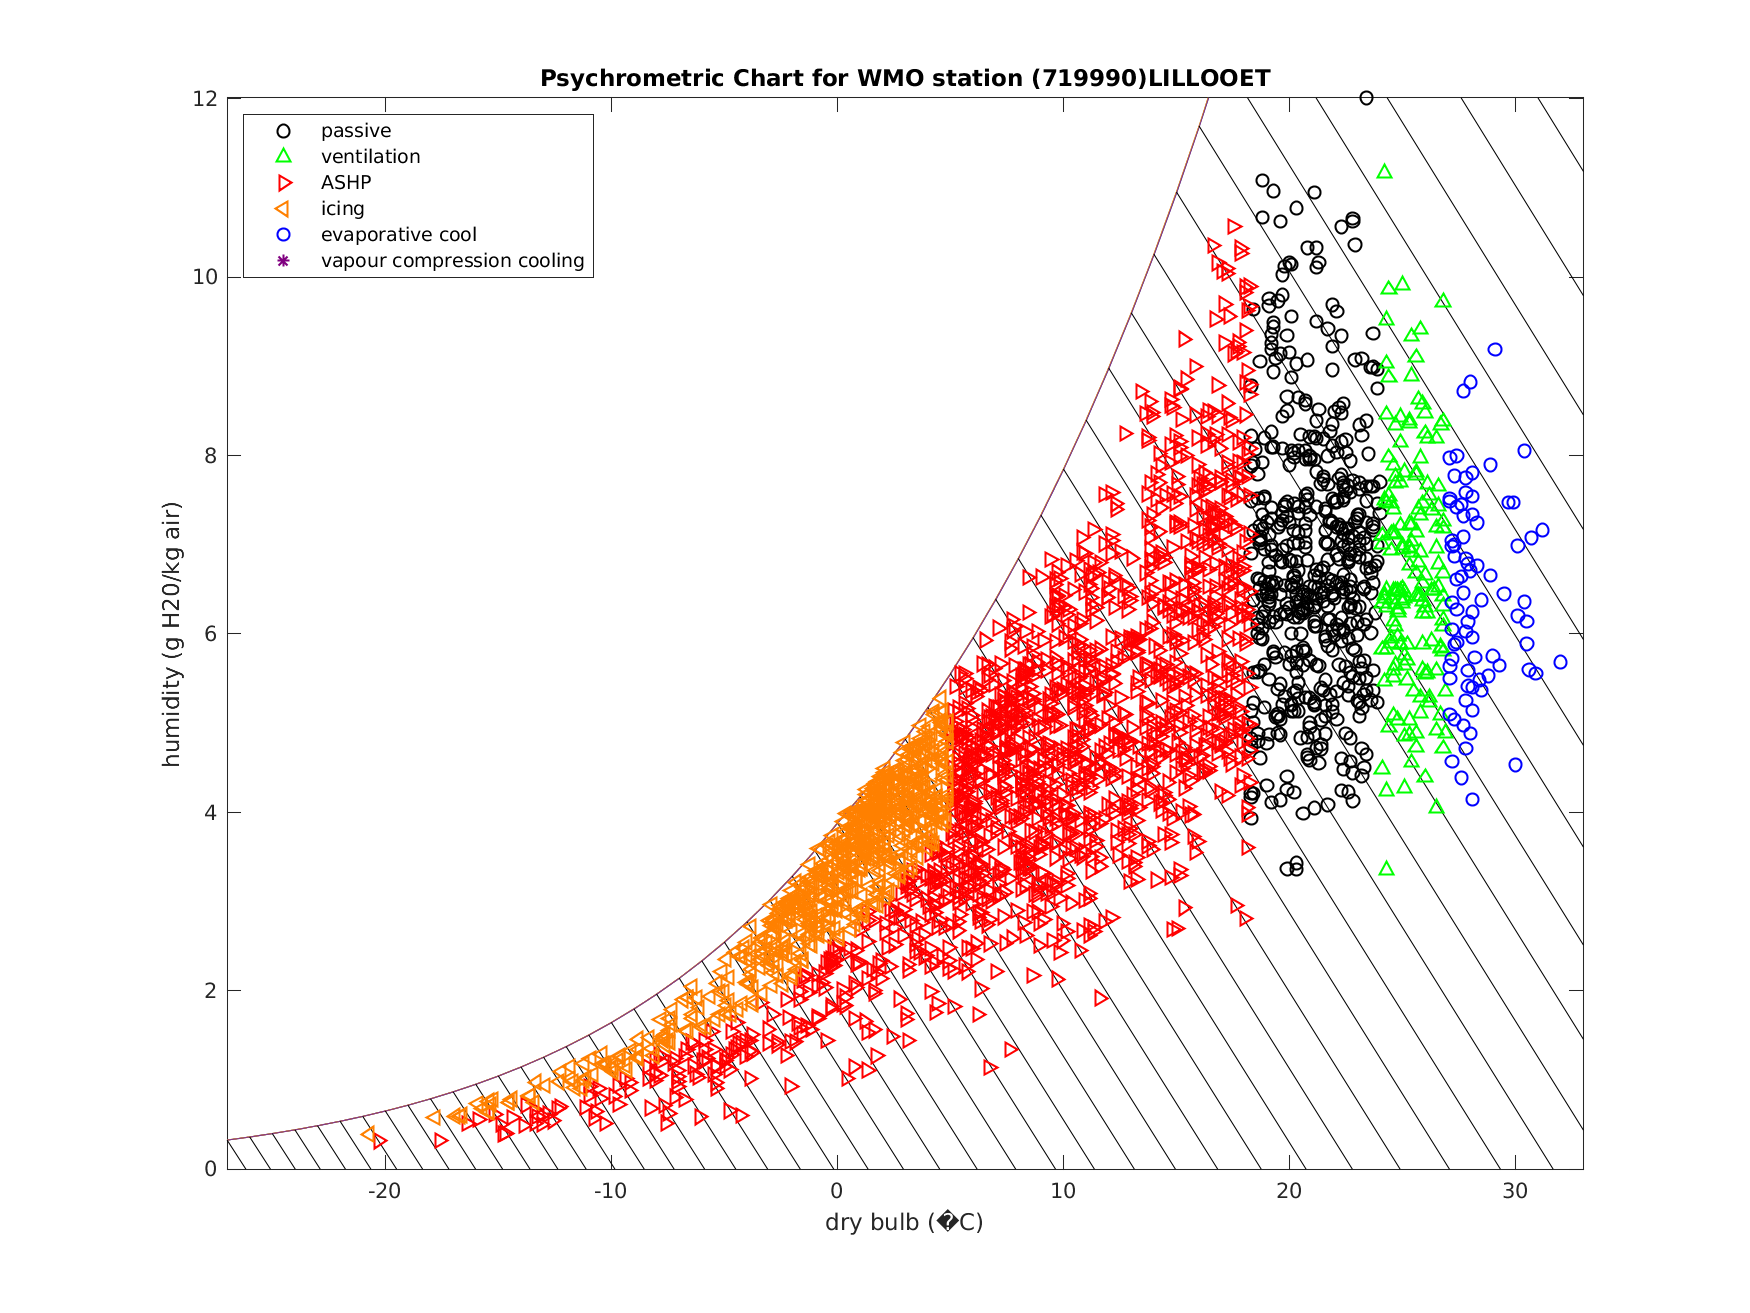 Psychrometric Chart for WMO station (719990)LILLOOET
12
10
8
6
4
2
0
humidity (g H20/kg air)
passive
ventilation
ASHP
icing
evaporative cool
vapour compression cooling
-20
-10
0
10
20
30
dry bulb (�C)